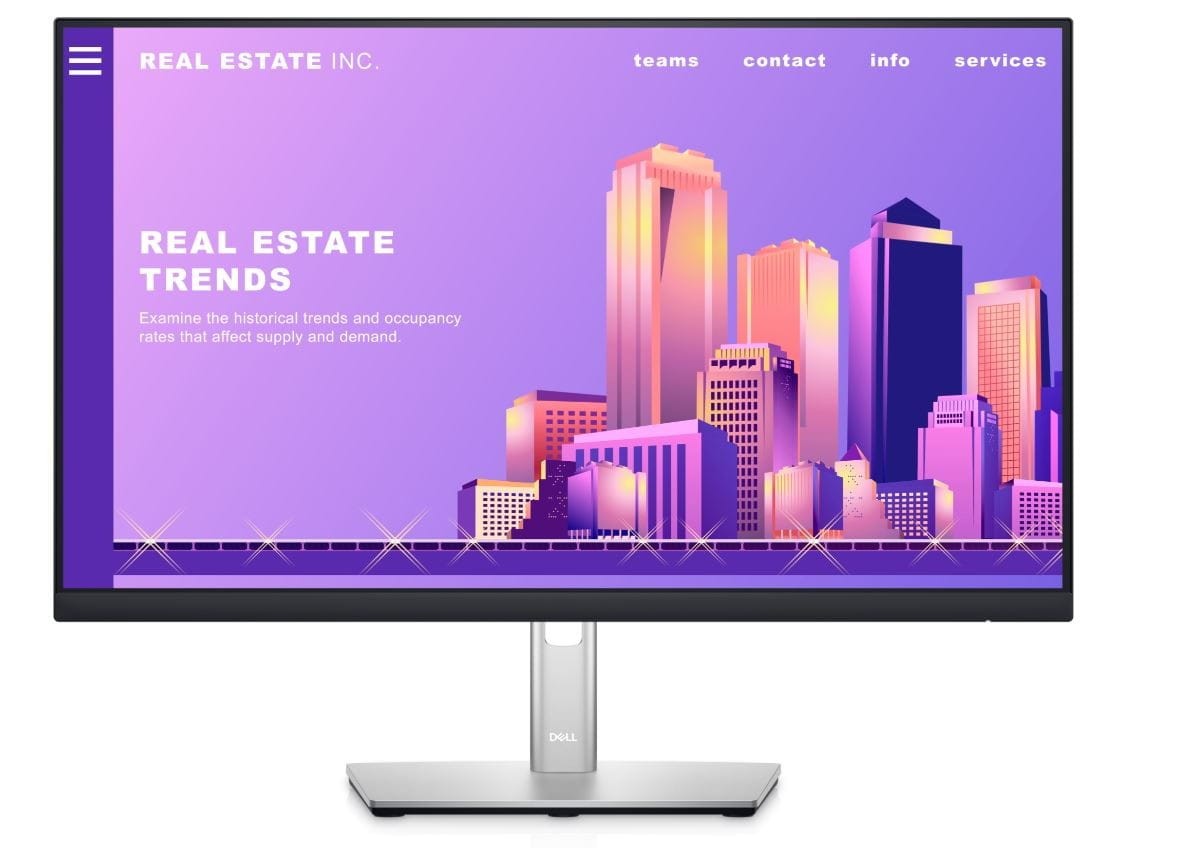 REAL ESTATE INC.
teams contact info services
REAL ESTATE
TRENDS
Examine the historical trends and occupancy
rates that affect supply and demand.
DELL